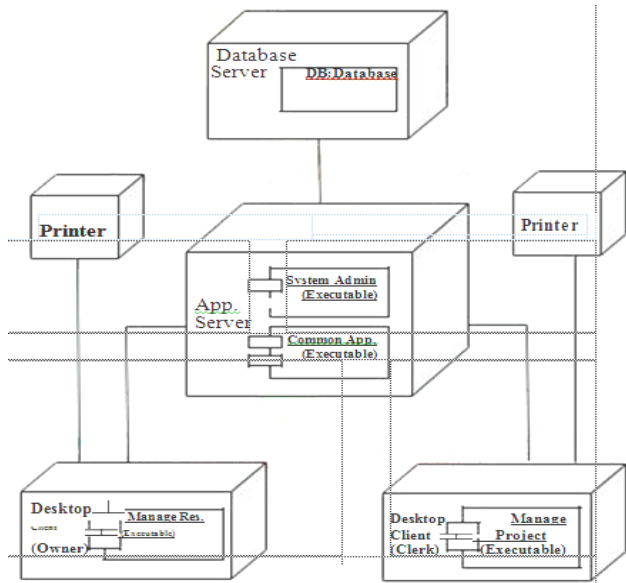 Database
Server
DB:Database
Printer
Printer
App.
Server
System Admin
(Executable)
Common App.
(Executable)
Desktop
Client
(Owner)
Manage Res.
(Executable)
Desktop
Client
(Clerk)
Manage
Project
(Executable)